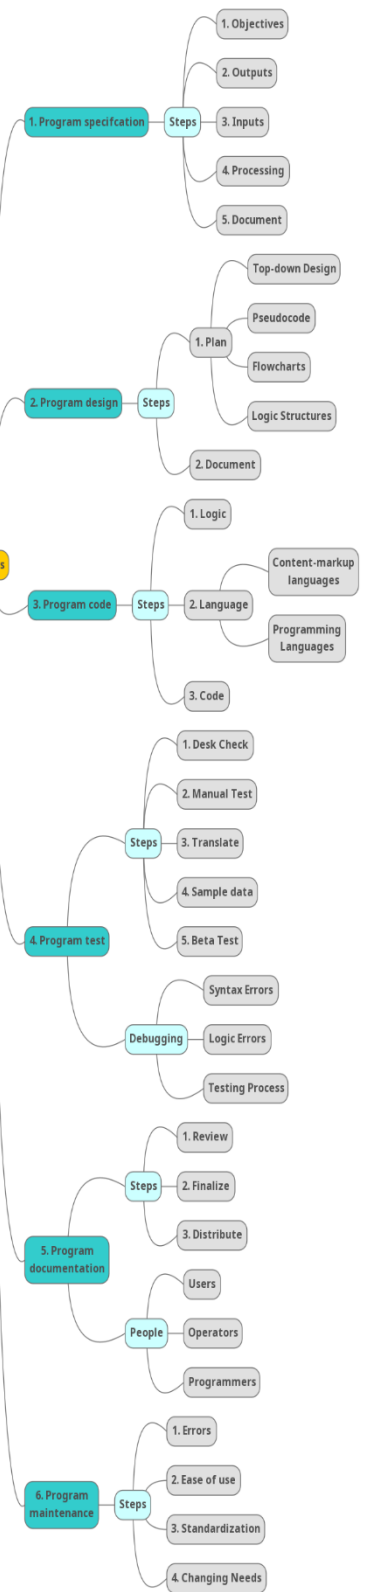 1. Objectives
2. Outputs
1. Program specifcation
Steps
3. Inputs
4. Processing
5. Document
Top-down Design
Pseudocode
1. Plan
Flowcharts
2. Program design
Steps
Logic Structures
2. Document
1. Logic
s
Content-markup
languages
3. Program code
Steps
2. Language
Programming
Languages
3. Code
1. Desk Check
2. Manual Test
Steps
3. Translate
4. Sample data
4. Program test
5. Beta Test
Syntax Errors
Debugging
Logic Errors
Testing Process
1. Review
Steps
2. Finalize
3. Distribute
5. Program
documentation
Users
People
Operators
Programmers
1. Errors
2. Ease of use
6. Program
maintenance
Steps
3. Standardization
4. Changing Needs